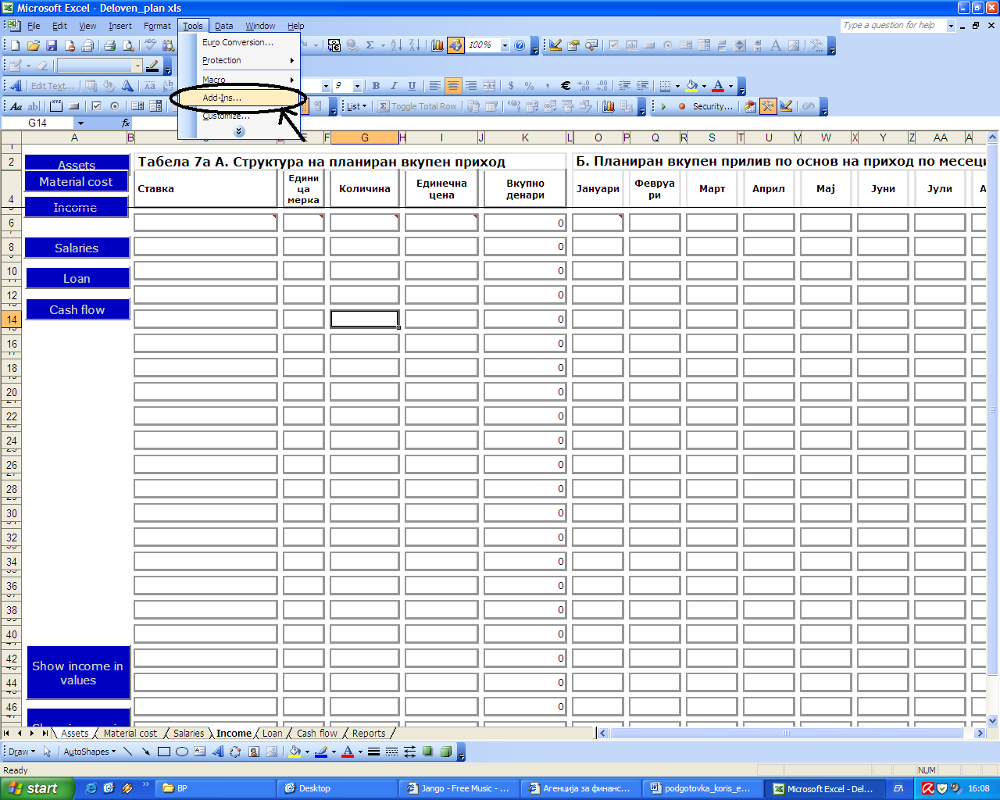 Microsoft Excel - Deloven_plan xls
File Edit View Insert Format Tools Data Window Help
Type a question for help
Euro Conversion...
100%
Protection
Edit Text...
Macro
9 B I U $ % , €
Add-Ins...
Aa ab|
List Toggle Total Row Security...
Customize...
G14 fx
A B E F G H I J K L O P Q R S T U V W X Y Z AA A
1
2 Assets Табела 7а А. Структура на планиран вкупен приход Б. Планиран вкупен прилив по основ на приход по месеци
Material cost
4 Ставка Едини ца мерка Количина Единечна цена Вкупно денари Јануари Февруа ри Март Април Мај Јуни Јули А
Income
6 0
Salaries
8 0
10 0
Loan
12 0
Cash flow
14 0
16 0
18 0
20 0
22 0
24 0
26 0
28 0
30 0
32 0
34 0
36 0
38 0
40 0
42 0
Show income in
values
44 0
46 0
Assets Material cost Salaries Income Loan Cash flow Reports
Draw AutoShapes
Ready NUM
start BP Desktop Jango - Free Music - ... Агенција за финанс... podgotovka_koris_e... Microsoft Excel - Del... EN 16:08